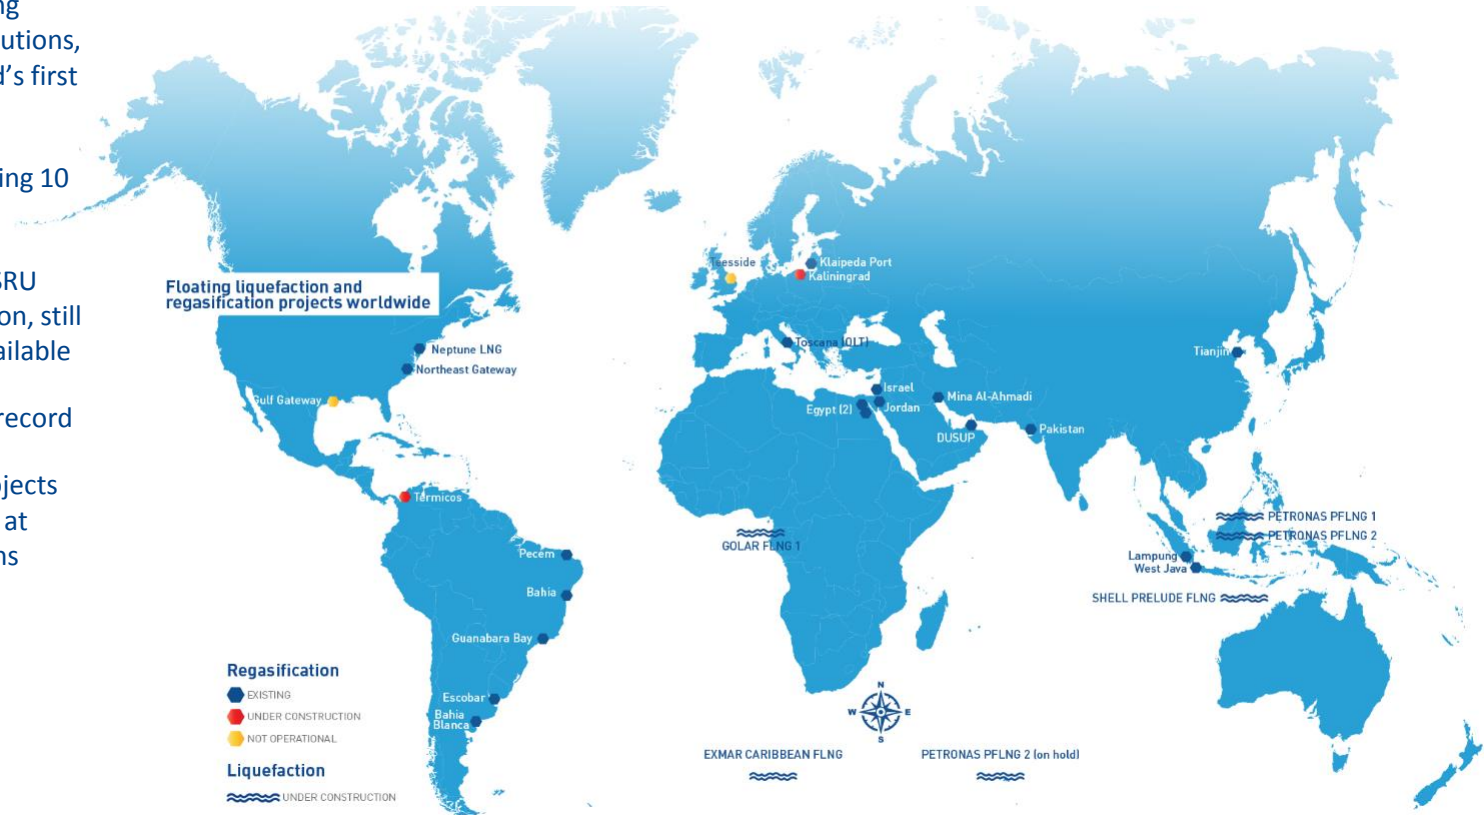 ng
utions,
d's first
ing 10
SRU
on, still
ailable
record
jects
at
ns
Floating liquefaction and
regasification projects worldwide
Teesside
Klaipeda Port
Kaliningrad
Neptune LNG
Northeast Gateway
Toscana (OLT)
Tianjin
Gulf Gateway
Israel
Mina Al-Ahmadi
Egypt (2)
Jordan
DUSUP
Pakistan
Térmicos
PETRONAS PFLNG 1
PETRONAS PFLNG 2
GOLAR FLNG 1
Pecem
Lampung
West Java
Bahia
SHELL PRELUDE FLNG
Guanabara Bay
Regasification
EXISTING
UNDER CONSTRUCTION
NOT OPERATIONAL
Escobar
Bahia
Blanca
N
W
E
S
EXMAR CARIBBEAN FLNG
PETRONAS PFLNG 2 (on hold)
Liquefaction
UNDER CONSTRUCTION